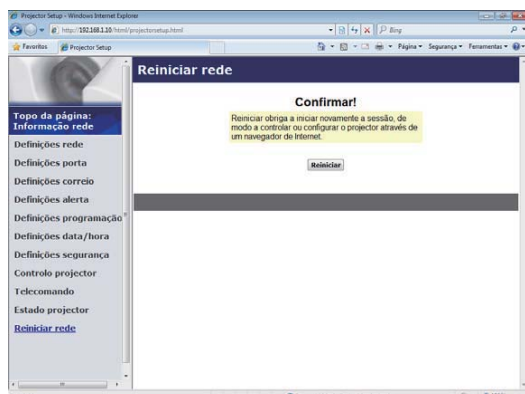 Projector Setup - Windows Internet Explorer
http://192.168.1.10/html/projectorsetup.html
Bing
Favoritos
Projector Setup
Página
Segurança
Ferramentas
Reiniciar rede
Topo da página:
Informação rede
Definições rede
Definições porta
Definições correio
Definições alerta
Definições programação
Definições data/hora
Definições segurança
Controlo projector
Telecomando
Estado projector
Reiniciar rede
Confirmar!
Reiniciar obriga a iniciar novamente a sessão, de
modo a controlar ou configurar o projector através de
um navegador de Internet.
Reiniciar